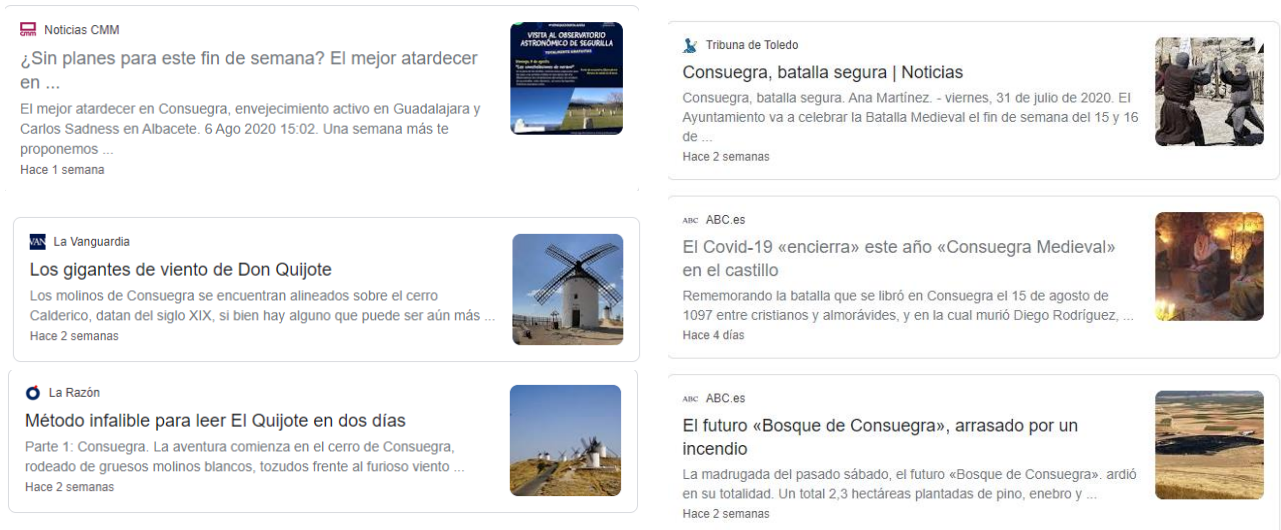 Noticias CMM
¿Sin planes para este fin de semana? El mejor atardecer
en ...
El mejor atardecer en Consuegra, envejecimiento activo en Guadalajara y
Carlos Sadness en Albacete. 6 Ago 2020 15:02. Una semana más te
proponemos ...
Hace 1 semana
VISITA AL OBSERVATORIO
ASTRONÓMICO DE SEGURILLA
VAN La Vanguardia
Los gigantes de viento de Don Quijote
Los molinos de Consuegra se encuentran alineados sobre el cerro
Calderico, datan del siglo XIX, si bien hay alguno que puede ser aún más ...
Hace 2 semanas
La Razón
Método infalible para leer El Quijote en dos días
Parte 1: Consuegra. La aventura comienza en el cerro de Consuegra,
rodeado de gruesos molinos blancos, tozudos frente al furioso viento ...
Hace 2 semanas
Tribuna de Toledo
Consuegra, batalla segura | Noticias
Consuegra, batalla segura. Ana Martínez. - viernes, 31 de julio de 2020. El
Ayuntamiento va a celebrar la Batalla Medieval el fin de semana del 15 y 16
de ...
Hace 2 semanas
ABC ABC.es
El Covid-19 «encierra» este año «Consuegra Medieval»
en el castillo
Rememorando la batalla que se libró en Consuegra el 15 de agosto de
1097 entre cristianos y almorávides, y en la cual murió Diego Rodríguez, ...
Hace 4 días
ABC ABC.es
El futuro «Bosque de Consuegra», arrasado por un
incendio
La madrugada del pasado sábado, el futuro «Bosque de Consuegra». ardió
en su totalidad. Un total 2,3 hectáreas plantadas de pino, enebro y ...
Hace 2 semanas